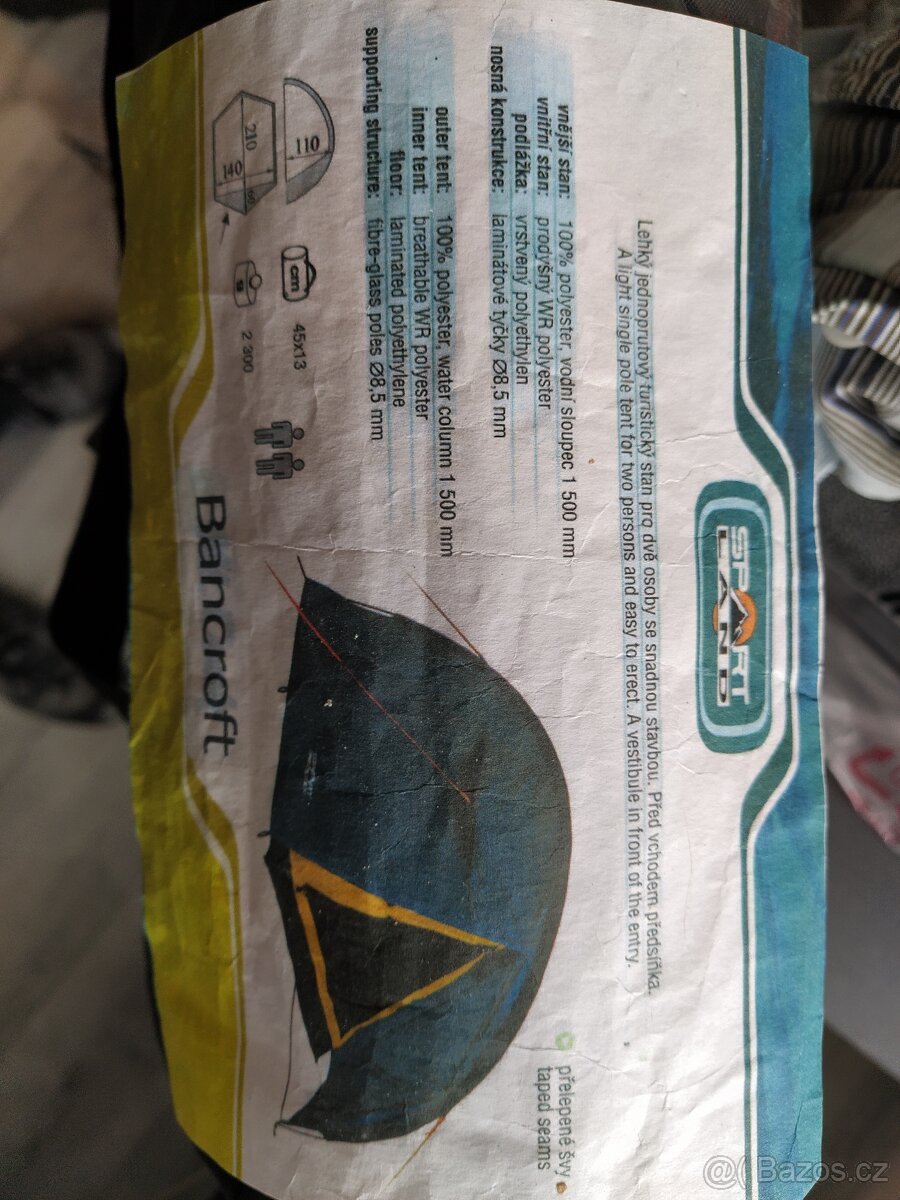 SPORT
LAND
Lehký jednoprutový turistický stan pro dvě osoby se snadnou stavbou. Před vchodem předsíňka.
A light single pole tent for two persons and easy to erect. A vestibule in front of the entry.
vnější stan: 100% polyester, vodní sloupec 1 500 mm
vnitřní stan: prodyšný WR polyester
podlážka: vrstvený polyethylen
nosná konstrukce: laminátové tyčky Ø8,5 mm
outer tent: 100% polyester, water column 1 500 mm
inner tent: breathable WR polyester
floor: laminated polyethylene
supporting structure: fibre-glass poles Ø8,5 mm
přelepené švy
taped seams
110
210
140
cm
45x13
g
2 300
Bancroft
@( Bazos.cz